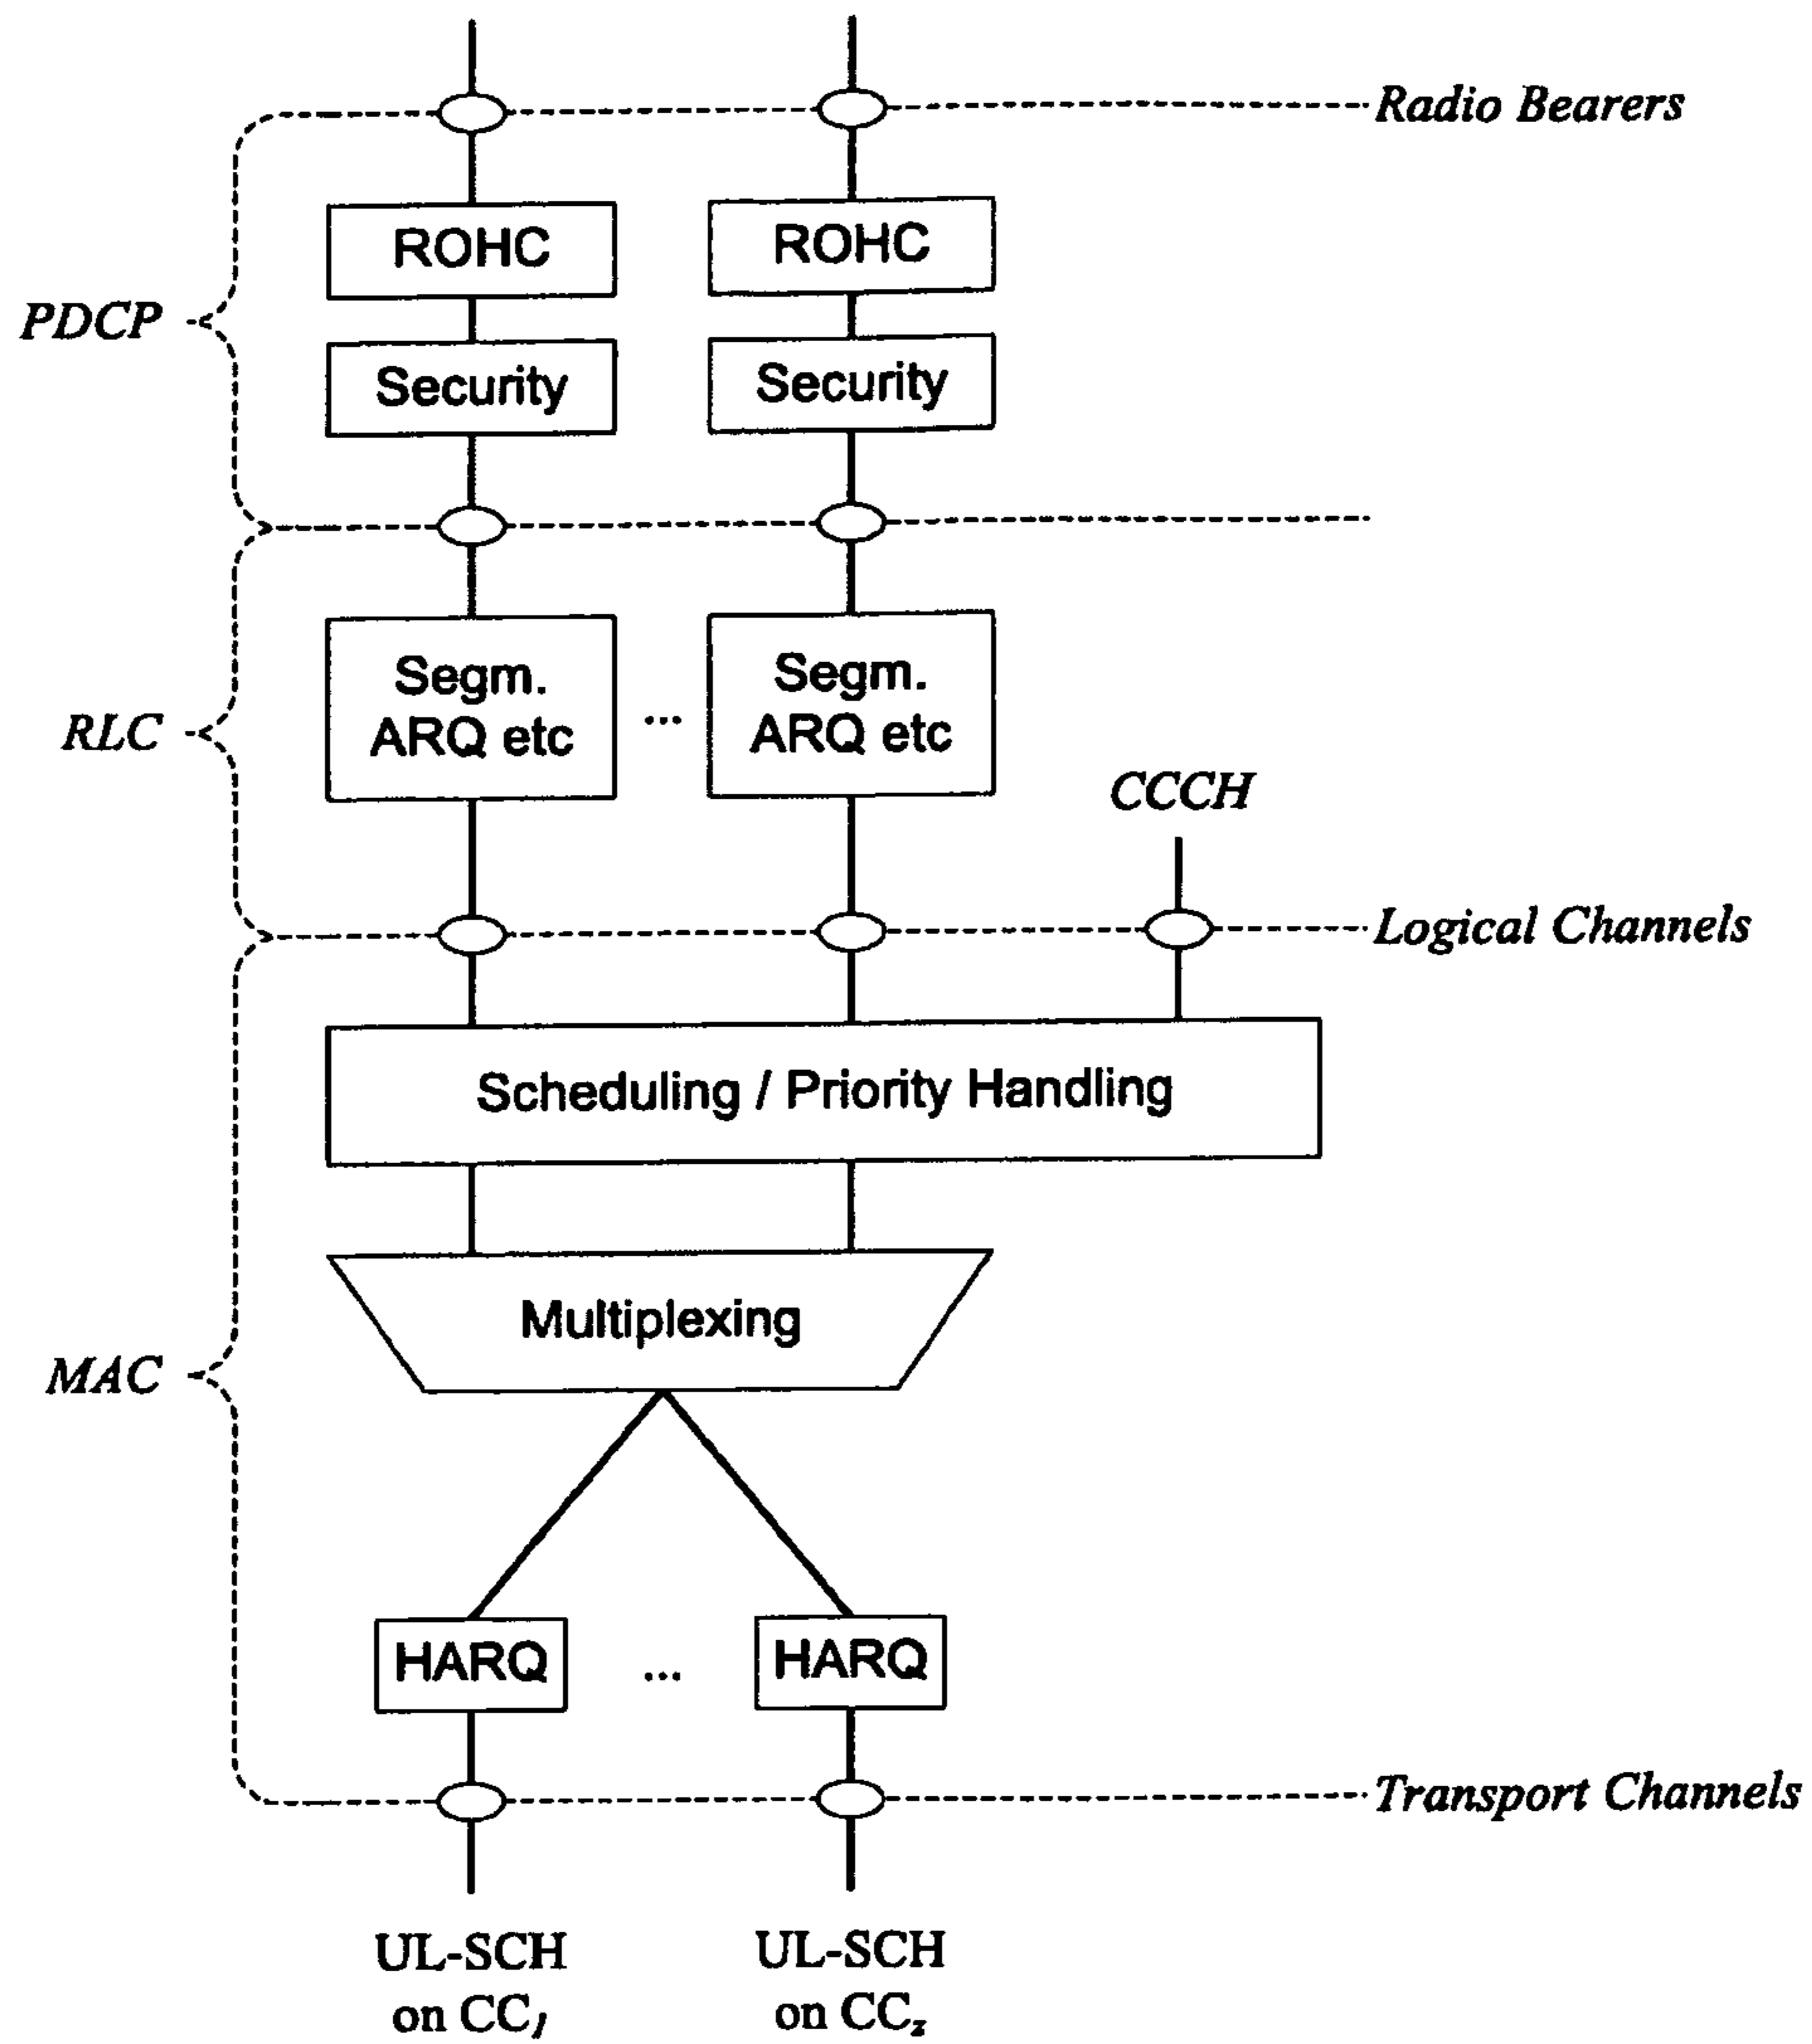 Radio Bearers
ROHC
ROHC
PDCP
Security
Security
Segm.
ARQ etc
...
Segm.
ARQ etc
RLC
CCCH
Logical Channels
Scheduling / Priority Handling
Multiplexing
MAC
HARQ
...
HARQ
Transport Channels
UL-SCH
on CC1
UL-SCH
on CCz